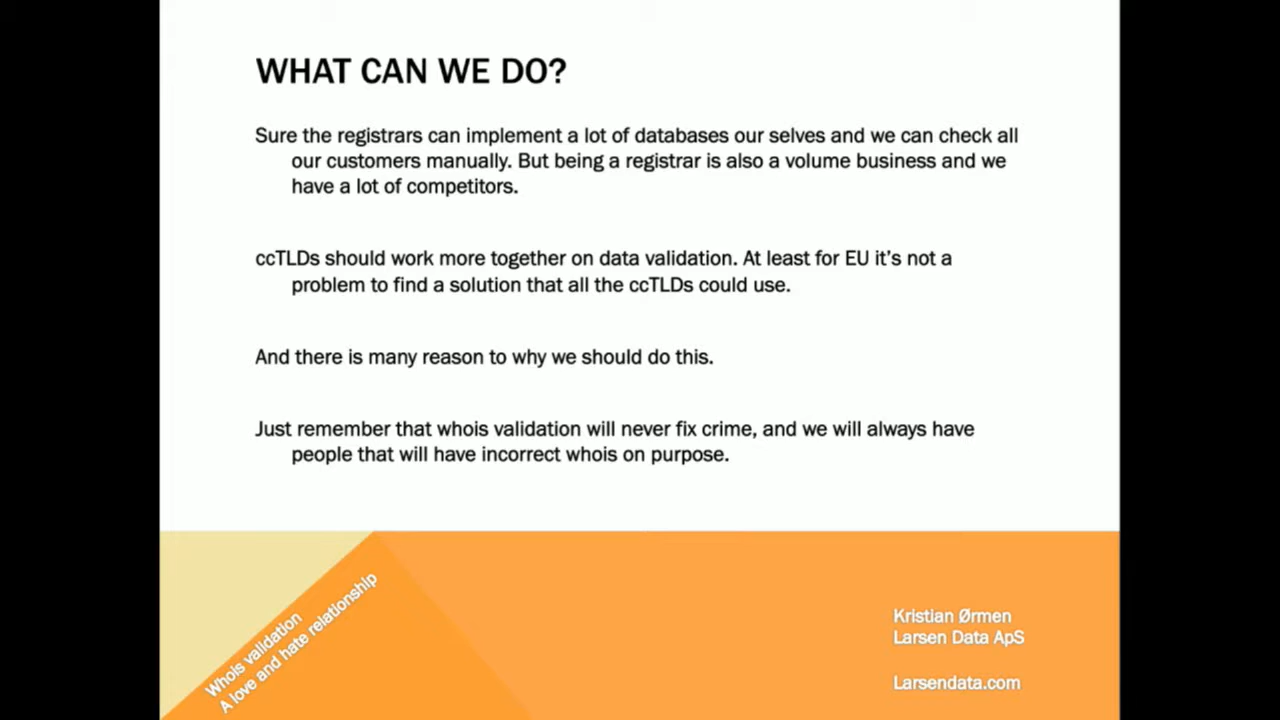 WHAT CAN WE DO?
Sure the registrars can implement a lot of databases our selves and we can check all
our customers manually. But being a registrar is also a volume business and we
have a lot of competitors.
ccTLDs should work more together on data validation. At least for EU it's not a
problem to find a solution that all the ccTLDs could use.
And there is many reason to why we should do this.
Just remember that whois validation will never fix crime, and we will always have
people that will have incorrect whois on purpose.
Whois validation
A love and hate relationship
Kristian Ørmen
Larsen Data ApS
Larsendata.com